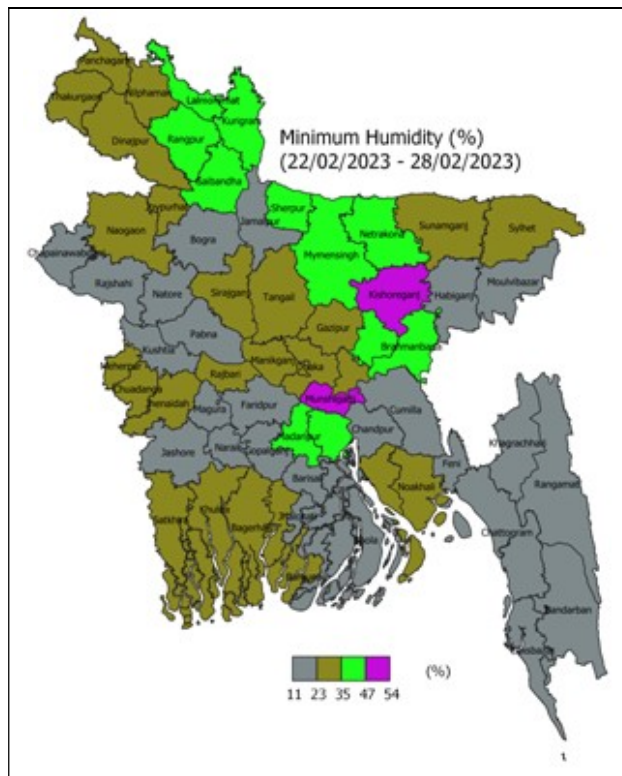 Panchagarh
Thakurgaon
Nilphamari
Lalmonirhat
Kurigram
Dinajpur
Rangpur
Minimum Humidity (%)
(22/02/2023 - 28/02/2023)
Gaibandha
Joypurhat
Sherpur
Jamalpur
Naogaon
Netrakona
Sunamganj
Sylhet
Bogra
Mymensingh
Chapainawabganj
Rajshahi
Natore
Sirajganj
Tangail
Kishoreganj
Habiganj
Moulvibazar
Gazipur
Pabna
Kushtia
Brahmanbaria
Meherpur
Manikganj
Dhaka
Rajbari
Chuadanga
Jhenaidah
Munshiganj
Magura
Faridpur
Cumilla
Khagrachhari
Madaripur
Chandpur
Jashore
Narail
Gopalganj
Feni
Rangamati
Barisal
Noakhali
Satkhira
Khulna
Bagerhat
Bhola
Chattogram
Barguna
Bandarban
(%)
11 23 35 47 54